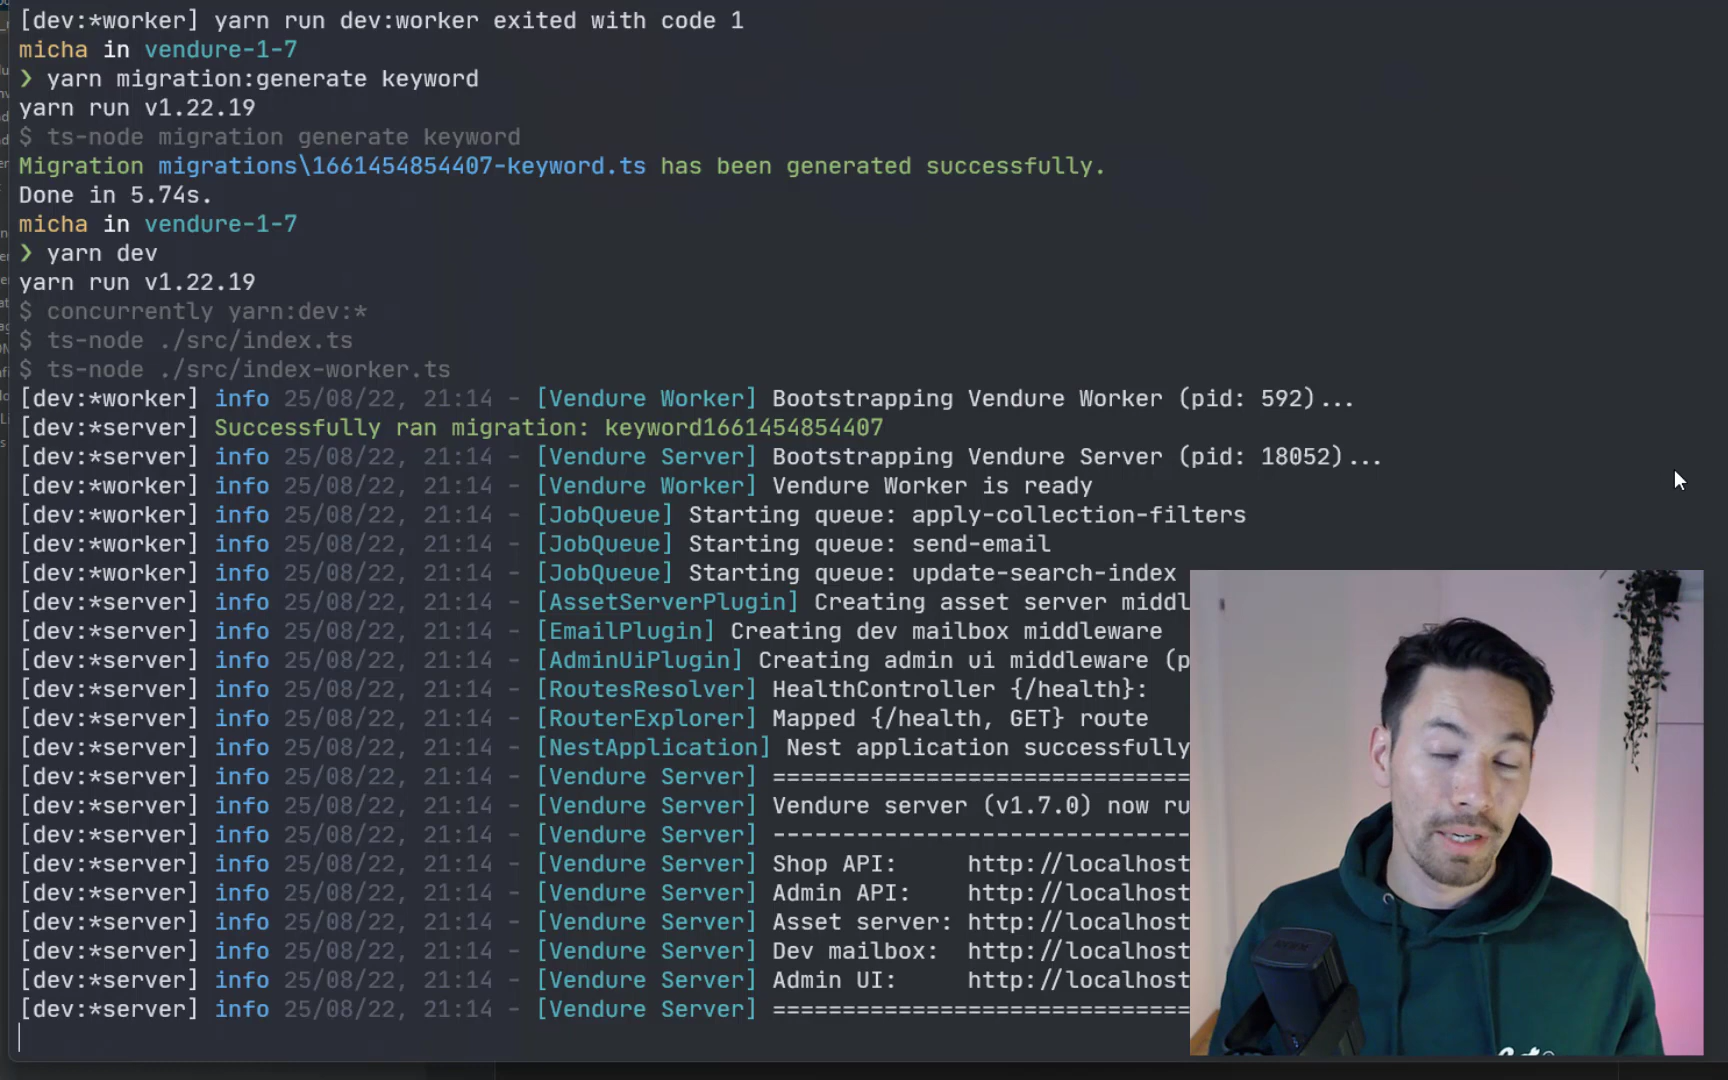 [dev:*worker] yarn run dev:worker exited with code 1
micha in vendure-1-7
❯ yarn migration:generate keyword
yarn run v1.22.19
$ ts-node migration generate keyword
Migration migrations\1661454854407-keyword.ts has been generated successfully.
Done in 5.74s.
micha in vendure-1-7
❯ yarn dev
yarn run v1.22.19
$ concurrently yarn:dev:*
$ ts-node ./src/index.ts
$ ts-node ./src/index-worker.ts
[dev:*worker] info 25/08/22, 21:14 - [Vendure Worker] Bootstrapping Vendure Worker (pid: 592)...
[dev:*server] Successfully ran migration: keyword1661454854407
[dev:*server] info 25/08/22, 21:14 - [Vendure Server] Bootstrapping Vendure Server (pid: 18052)...
[dev:*worker] info 25/08/22, 21:14 - [Vendure Worker] Vendure Worker is ready
[dev:*worker] info 25/08/22, 21:14 - [JobQueue] Starting queue: apply-collection-filters
[dev:*worker] info 25/08/22, 21:14 - [JobQueue] Starting queue: send-email
[dev:*worker] info 25/08/22, 21:14 - [JobQueue] Starting queue: update-search-index
[dev:*server] info 25/08/22, 21:14 - [AssetServerPlugin] Creating asset server middl
[dev:*server] info 25/08/22, 21:14 - [EmailPlugin] Creating dev mailbox middleware
[dev:*server] info 25/08/22, 21:14 - [AdminUiPlugin] Creating admin ui middleware (p
[dev:*server] info 25/08/22, 21:14 - [RoutesResolver] HealthController {/health}:
[dev:*server] info 25/08/22, 21:14 - [RouterExplorer] Mapped {/health, GET} route
[dev:*server] info 25/08/22, 21:14 - [NestApplication] Nest application successfully
[dev:*server] info 25/08/22, 21:14 - [Vendure Server] ==============================
[dev:*server] info 25/08/22, 21:14 - [Vendure Server] Vendure server (v1.7.0) now ru
[dev:*server] info 25/08/22, 21:14 - [Vendure Server] ------------------------------
[dev:*server] info 25/08/22, 21:14 - [Vendure Server] Shop API:     http://localhost
[dev:*server] info 25/08/22, 21:14 - [Vendure Server] Admin API:    http://localhost
[dev:*server] info 25/08/22, 21:14 - [Vendure Server] Asset server: http://localhost
[dev:*server] info 25/08/22, 21:14 - [Vendure Server] Dev mailbox:  http://localhost
[dev:*server] info 25/08/22, 21:14 - [Vendure Server] Admin UI:     http://localhost
[dev:*server] info 25/08/22, 21:14 - [Vendure Server] ==============================